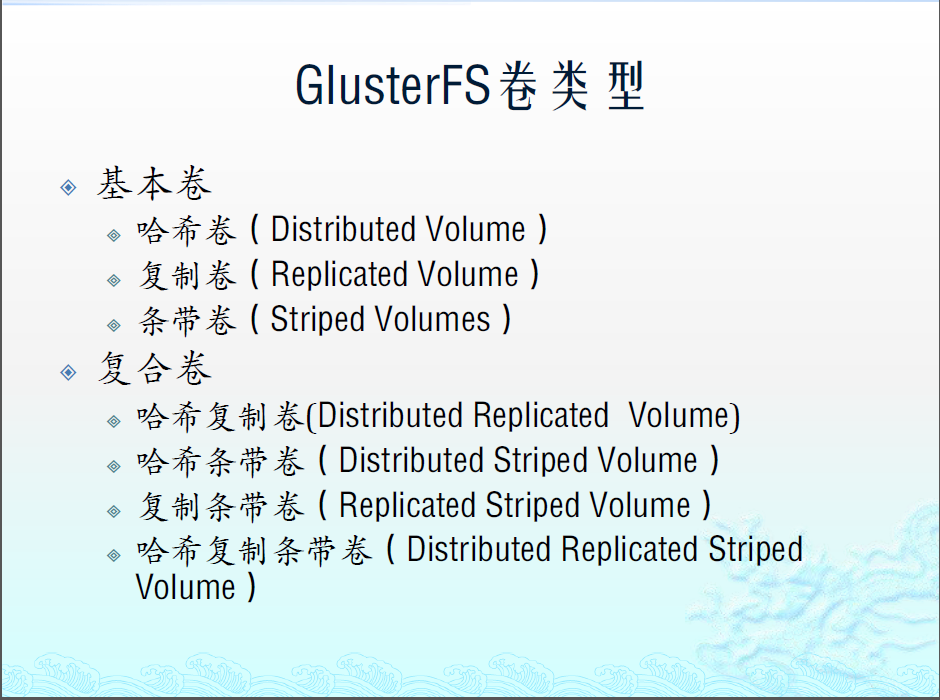 GlusterFS卷类型
基本卷
哈希卷（Distributed Volume）
复制卷（Replicated Volume）
条带卷（Striped Volumes）
复合卷
哈希复制卷(Distributed Replicated  Volume)
哈希条带卷（Distributed Striped Volume）
复制条带卷（Replicated Striped Volume）
哈希复制条带卷（Distributed Replicated Striped
Volume）